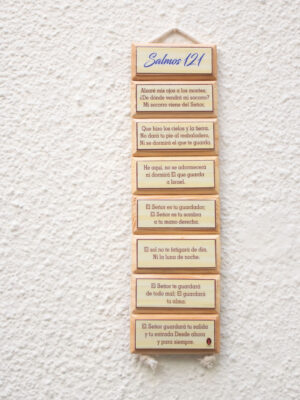 Salmos 121
Alzaré mis ojos a los montes.
¿De dónde vendrá mi socorro?
Mi socorro viene del Señor,
Que hizo los cielos y la tierra.
No dará tu pie al resbaladero,
Ni se dormirá el que te guarda.
He aquí, no se adormecerá
ni dormirá El que guarda
a Israel.
El Señor es tu guardador;
El Señor es tu sombra
a tu mano derecha.
El sol no te fatigará de día,
Ni la luna de noche.
El Señor te guardará
de todo mal; El guardará
tu alma.
El Señor guardará tu salida
y tu entrada Desde ahora
y para siempre.